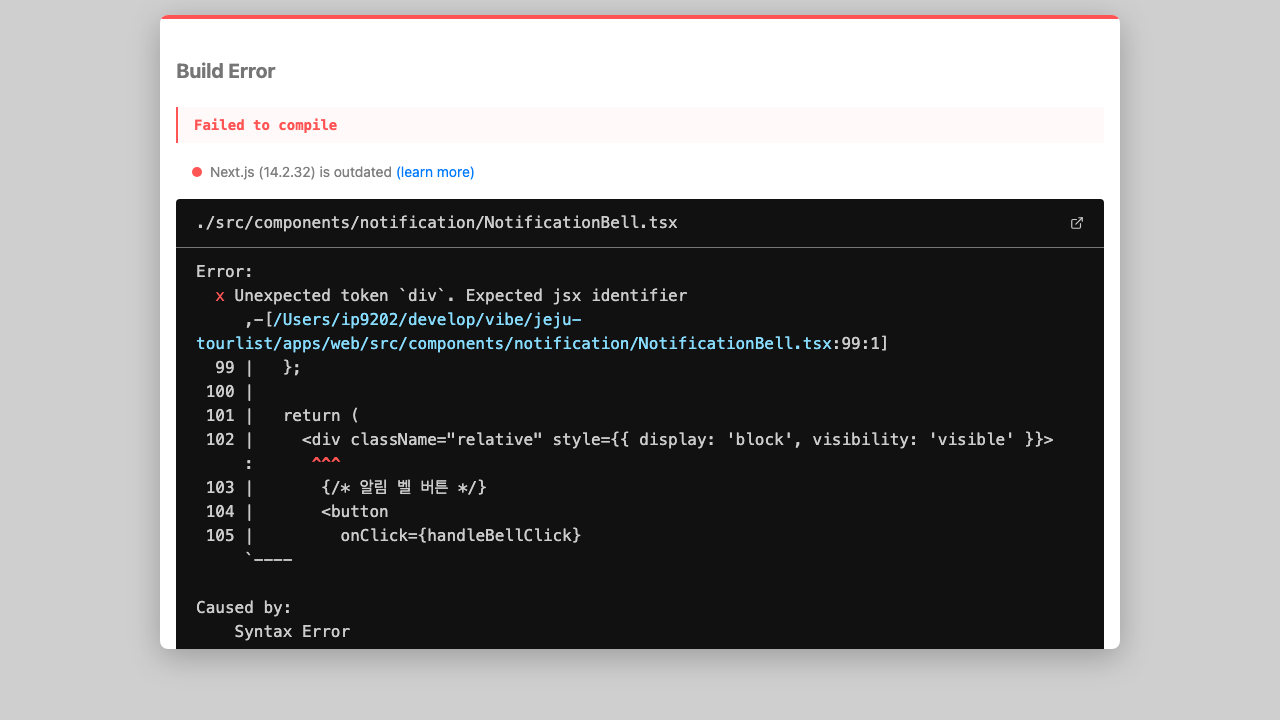 Build Error
Failed to compile
Next.js (14.2.32) is outdated (learn more)
./src/components/notification/NotificationBell.tsx
Error:
  x Unexpected token `div`. Expected jsx identifier
     ,-[/Users/ip9202/develop/vibe/jeju-
tourlist/apps/web/src/components/notification/NotificationBell.tsx:99:1]
  99 |   };
 100 |
 101 |   return (
 102 |     <div className="relative" style={{ display: 'block', visibility: 'visible' }}>
     :      ^^^
 103 |       {/* 알림 벨 버튼 */}
 104 |       <button
 105 |         onClick={handleBellClick}
     `----
Caused by:
    Syntax Error